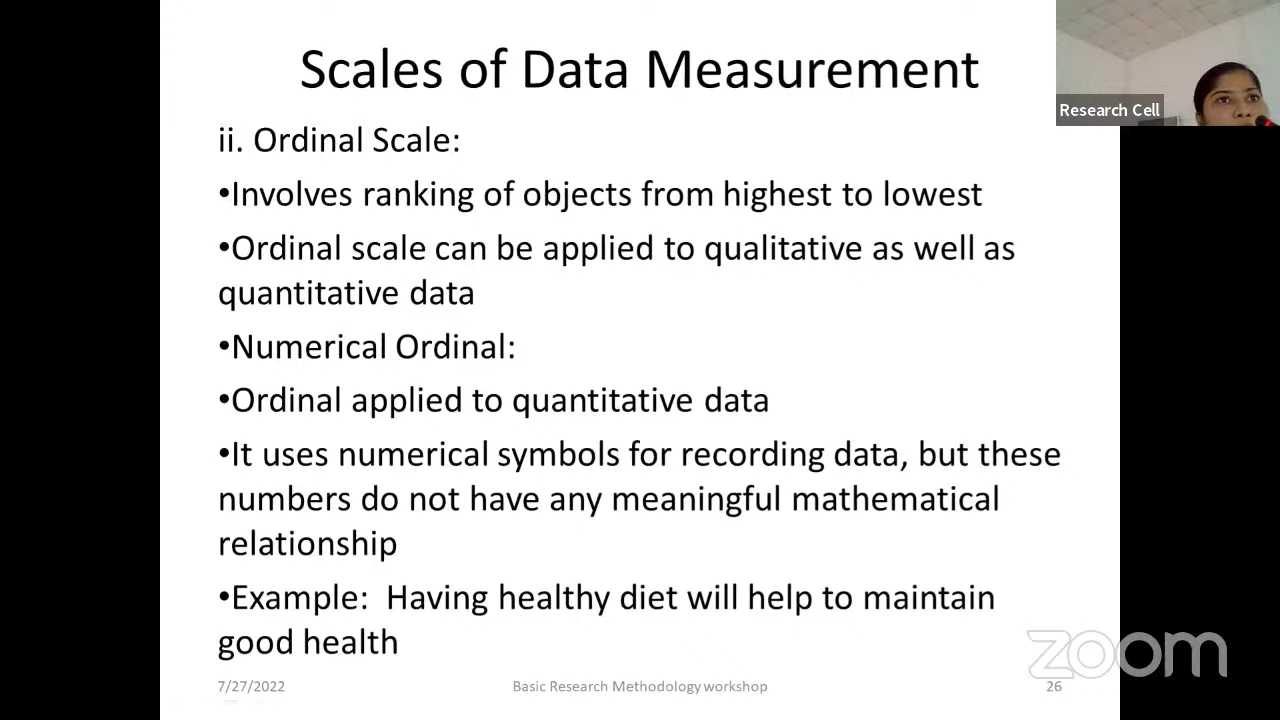 Scales of Data Measurement
Research Cell
ii. Ordinal Scale:
•Involves ranking of objects from highest to lowest
•Ordinal scale can be applied to qualitative as well as
quantitative data
•Numerical Ordinal:
•Ordinal applied to quantitative data
•It uses numerical symbols for recording data, but these
numbers do not have any meaningful mathematical
relationship
•Example:  Having healthy diet will help to maintain
good health
zoom
7/27/2022 Basic Research Methodology workshop 26